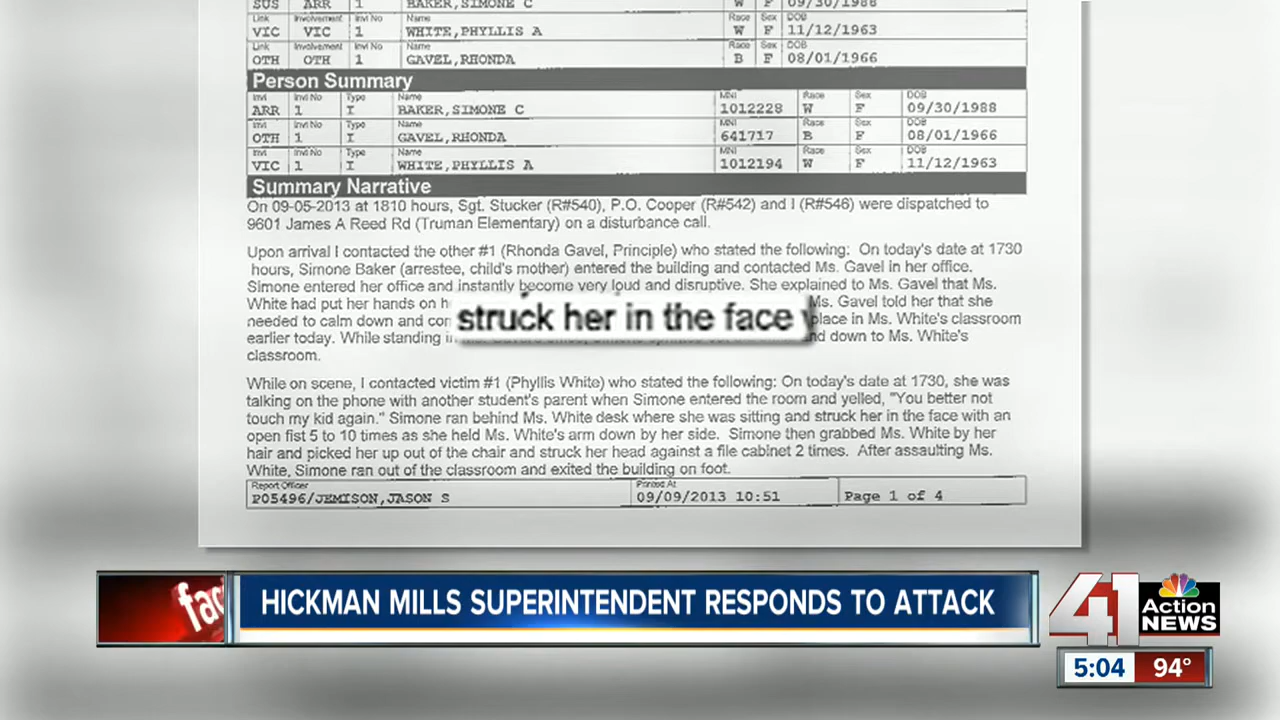 SUS ARR 1 BAKER,SIMONE C W F 09/30/1988
Link Involvement Invl No Name Race Sex DOB
VIC VIC 1 WHITE,PHYLLIS A W F 11/12/1963
Link Involvement Invl No Name Race Sex DOB
OTH OTH 1 GAVEL,RHONDA B F 08/01/1966
Person Summary
Invl Invl No Type Name MNI Race Sex DOB
ARR 1 I BAKER,SIMONE C 1012228 W F 09/30/1988
Invl Invl No Type Name MNI Race Sex DOB
OTH 1 I GAVEL,RHONDA 641717 B F 08/01/1966
Invl Invl No Type Name MNI Race Sex DOB
VIC 1 I WHITE,PHYLLIS A 1012194 W F 11/12/1963
Summary Narrative
On 09-05-2013 at 1810 hours, Sgt. Stucker (R#540), P.O. Cooper (R#542) and I (R#546) were dispatched to
9601 James A Reed Rd (Truman Elementary) on a disturbance call.
Upon arrival I contacted the other #1 (Rhonda Gavel, Principle) who stated the following: On today's date at 1730
hours, Simone Baker (arrestee, child's mother) entered the building and contacted Ms. Gavel in her office.
Simone entered her office and instantly become very loud and disruptive. She explained to Ms. Gavel that Ms.
White had put her hands on Ms. Gavel told her that she
struck her in the face
needed to calm down and place in Ms. White's classroom
earlier today. While standing and down to Ms. White's
classroom.
While on scene, I contacted victim #1 (Phyllis White) who stated the following: On today's date at 1730, she was
talking on the phone with another student's parent when Simone entered the room and yelled, "You better not
touch my kid again." Simone ran behind Ms. White desk where she was sitting and struck her in the face with an
open fist 5 to 10 times as she held Ms. White's arm down by her side. Simone then grabbed Ms. White by her
hair and picked her up out of the chair and struck her head against a file cabinet 2 times. After assaulting Ms.
White, Simone ran out of the classroom and exited the building on foot.
Report Officer Printed At
P05496/JEMISON,JASON S 09/09/2013 10:51 Page 1 of 4
fac
HICKMAN MILLS SUPERINTENDENT RESPONDS TO ATTACK
41 Action NEWS
5:04 94°